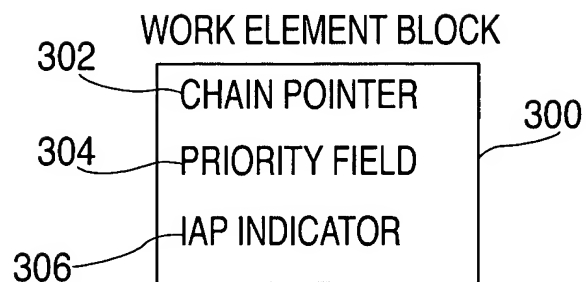 WORK ELEMENT BLOCK
302
CHAIN POINTER
300
304
PRIORITY FIELD
IAP INDICATOR
306